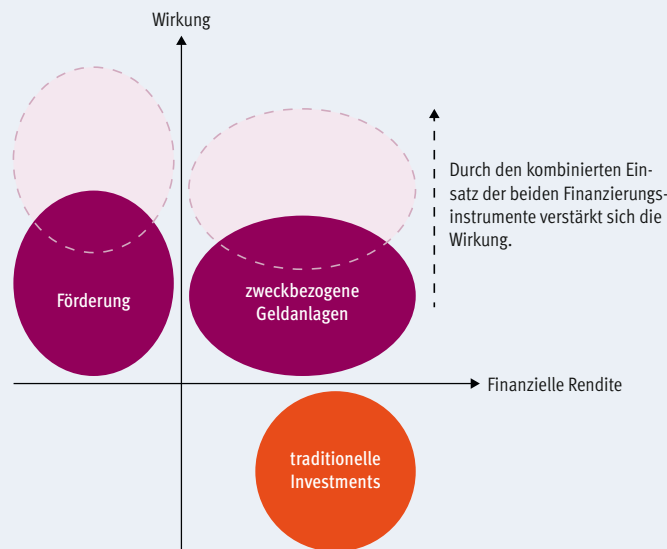 Wirkung
Durch den kombinierten Ein-
satz der beiden Finanzierungs-
instrumente verstärkt sich die
Wirkung.
Förderung
zweckbezogene
Geldanlagen
Finanzielle Rendite
traditionelle
Investments